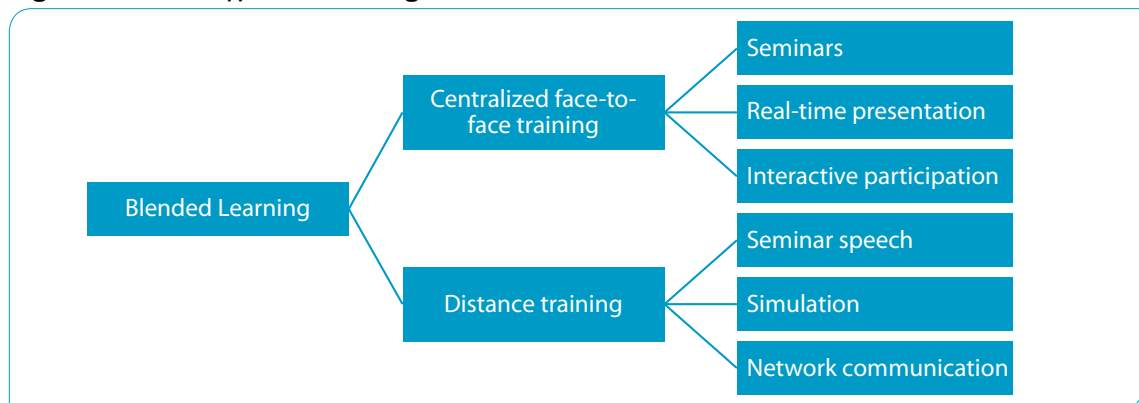 Blended Learning
Centralized face-to-
face training
Distance training
Seminars
Real-time presentation
Interactive participation
Seminar speech
Simulation
Network communication